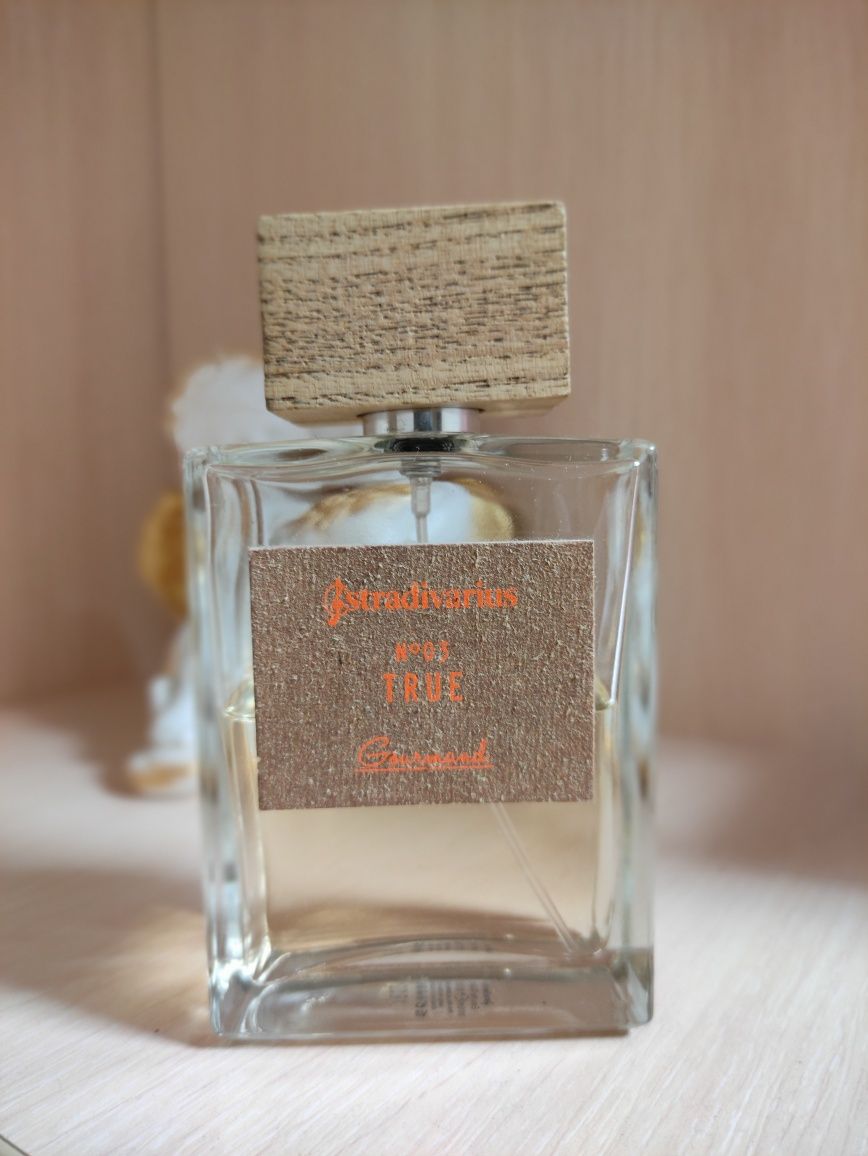 stradivarius
Nº03
TRUE
Gourmand